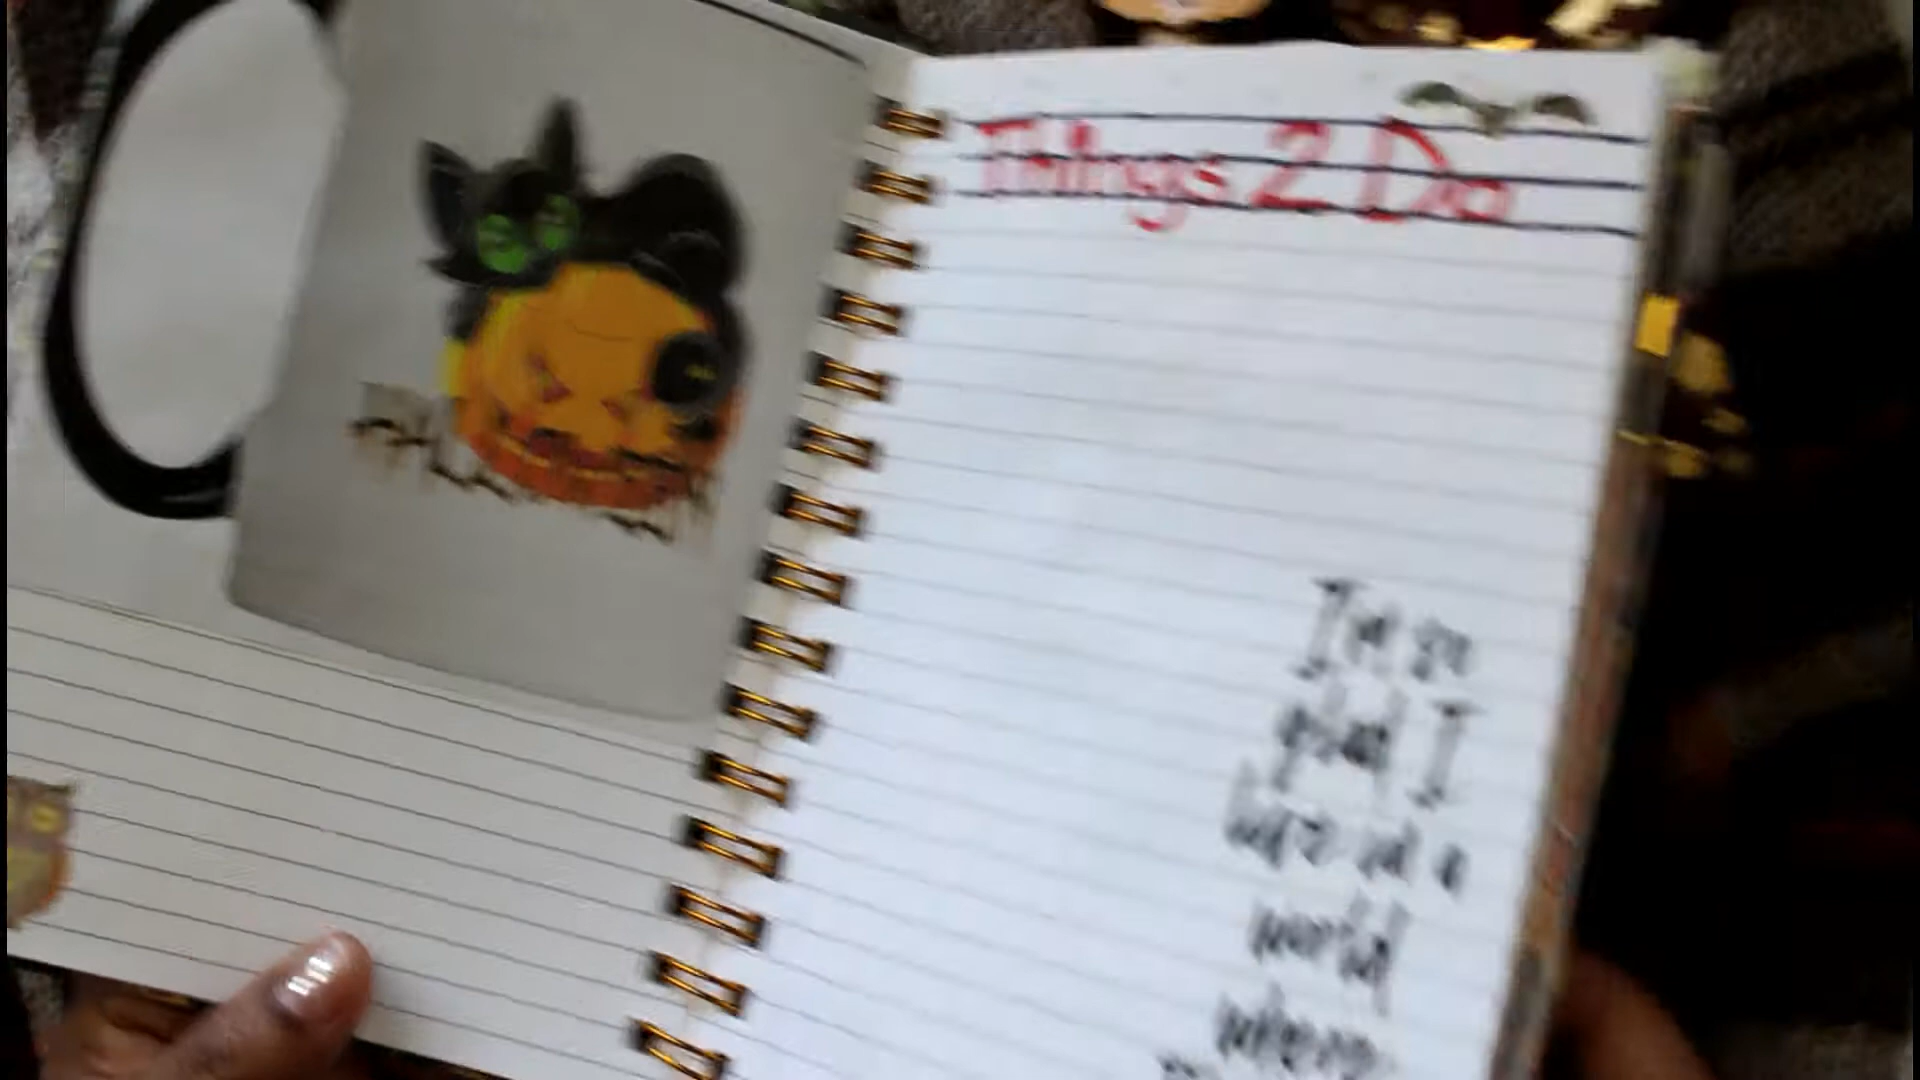 Things 2 Do
I'm so
glad I
live in a
world
where